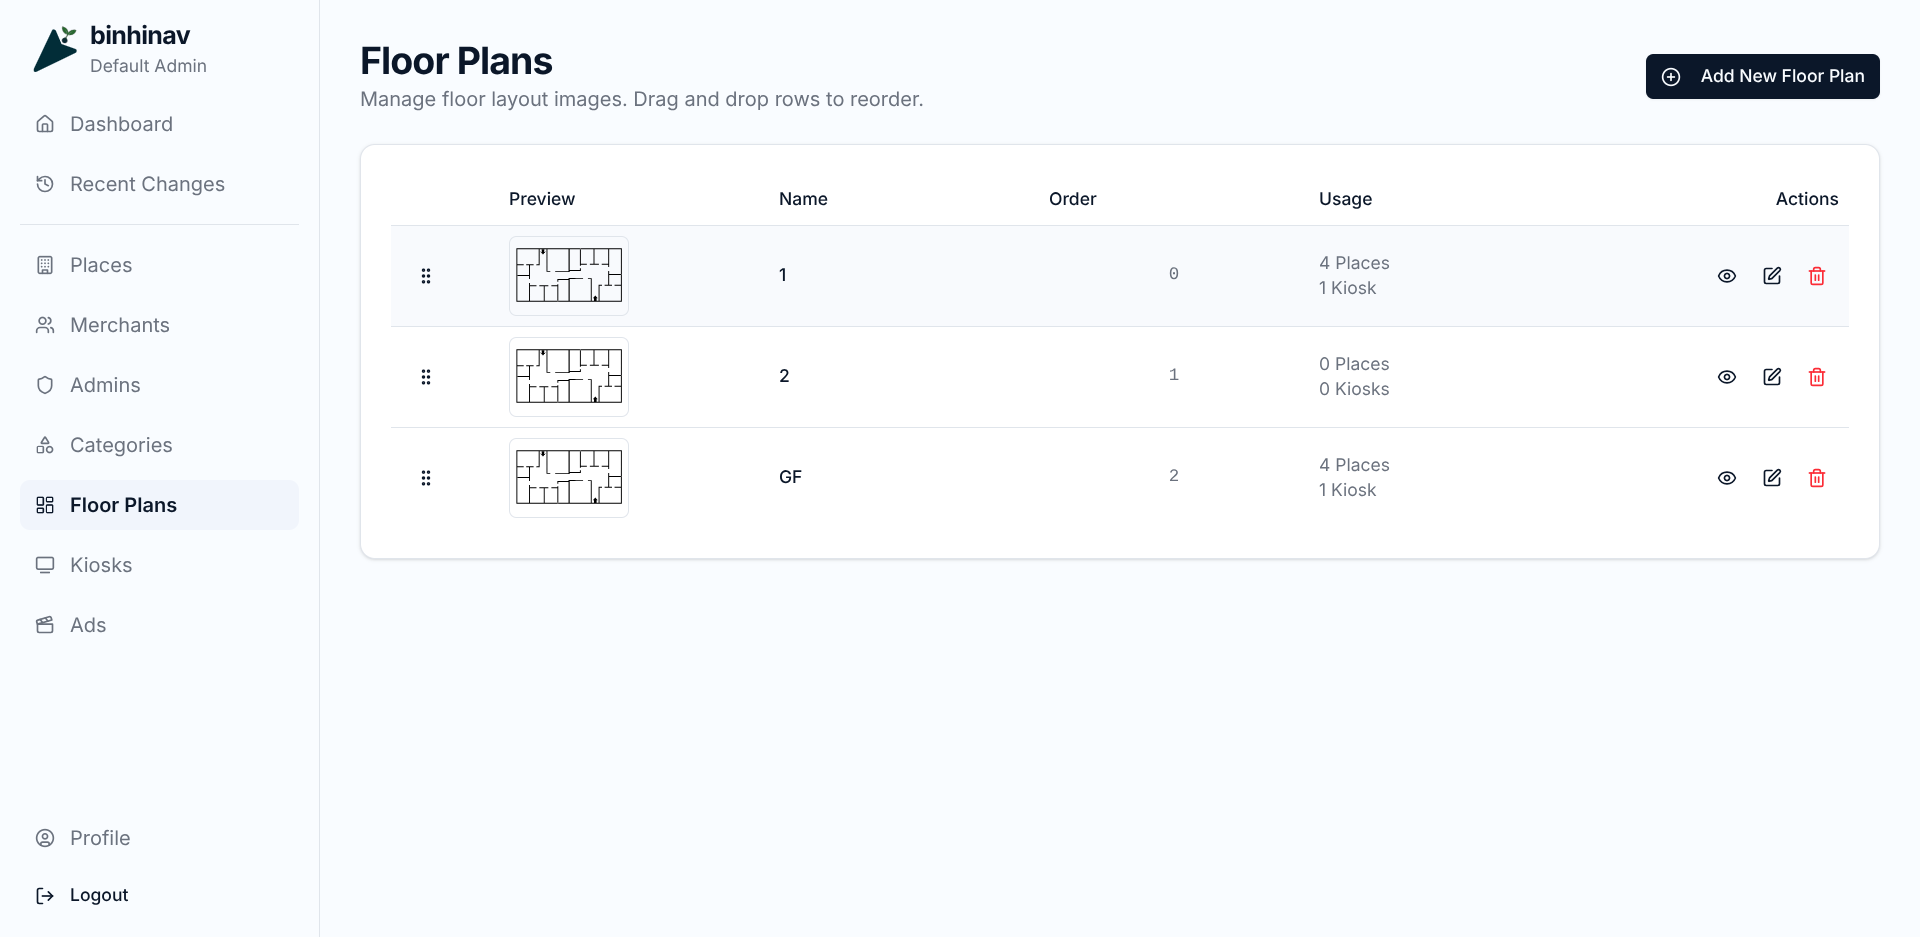 binhinav
Default Admin
Dashboard
Recent Changes
Places
Merchants
Admins
Categories
Floor Plans
Kiosks
Ads
Profile
Logout
Floor Plans
Manage floor layout images. Drag and drop rows to reorder.
Add New Floor Plan
Preview Name Order Usage Actions
1 0 4 Places
1 Kiosk
2 1 0 Places
0 Kiosks
GF 2 4 Places
1 Kiosk